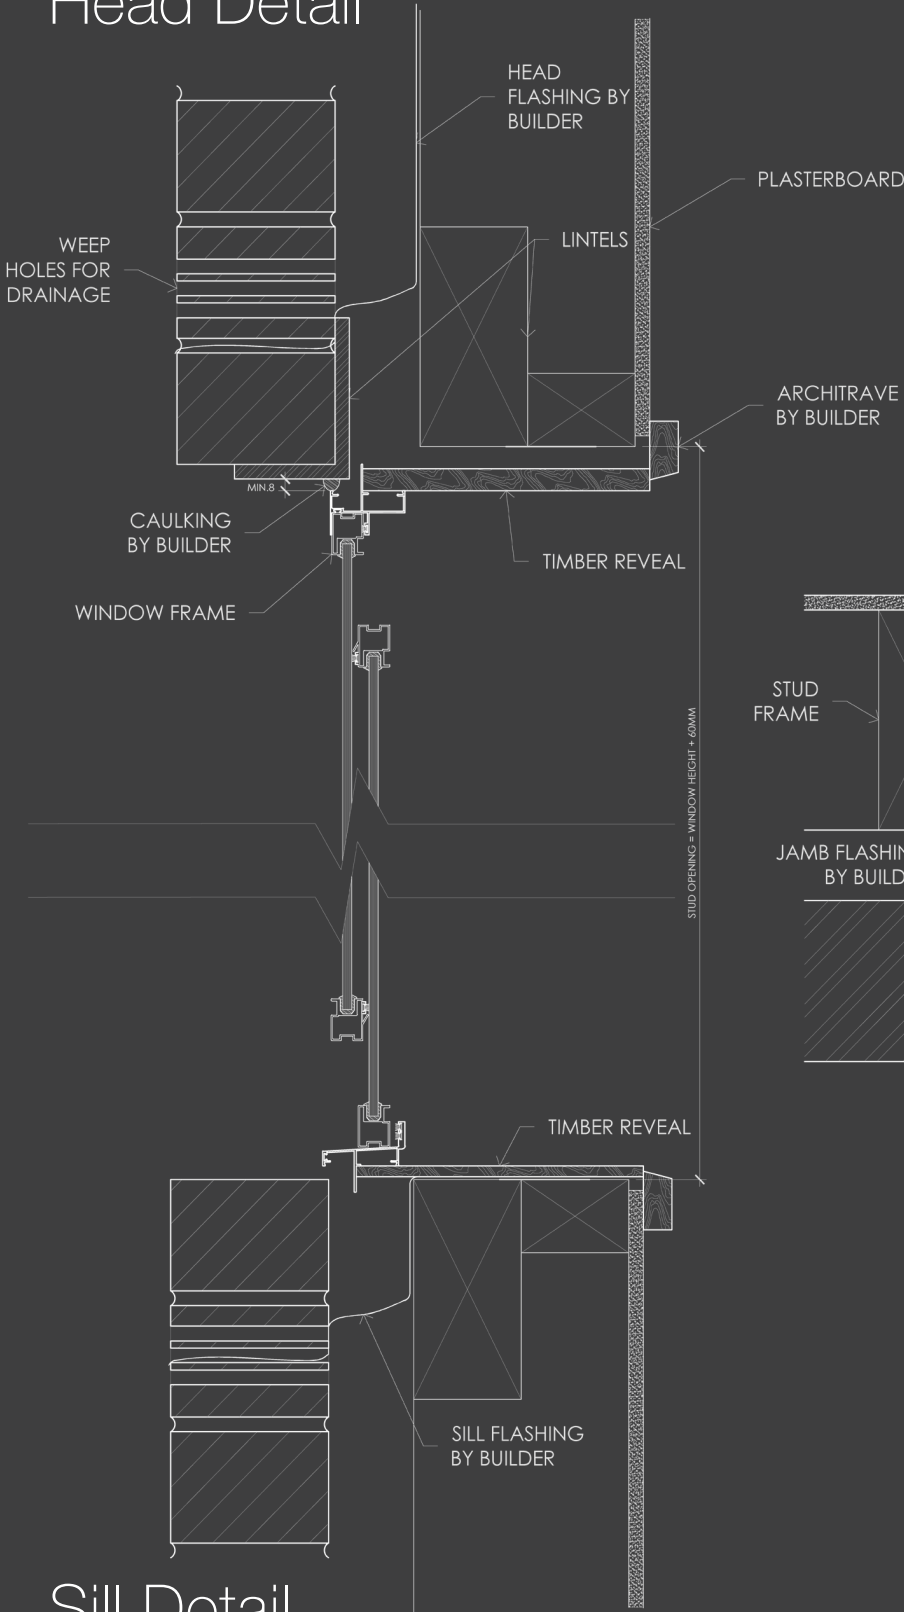 Head Detail
HEAD
FLASHING BY
BUILDER
PLASTERBOARD
LINTELS
WEEP
HOLES FOR
DRAINAGE
ARCHITRAVE
BY BUILDER
MIN.8
CAULKING
BY BUILDER
TIMBER REVEAL
WINDOW FRAME
STUD
FRAME
STUD OPENING = WINDOW HEIGHT + 60MM
JAMB FLASHIN
BY BUILD
TIMBER REVEAL
SILL FLASHING
BY BUILDER
Sill Detail